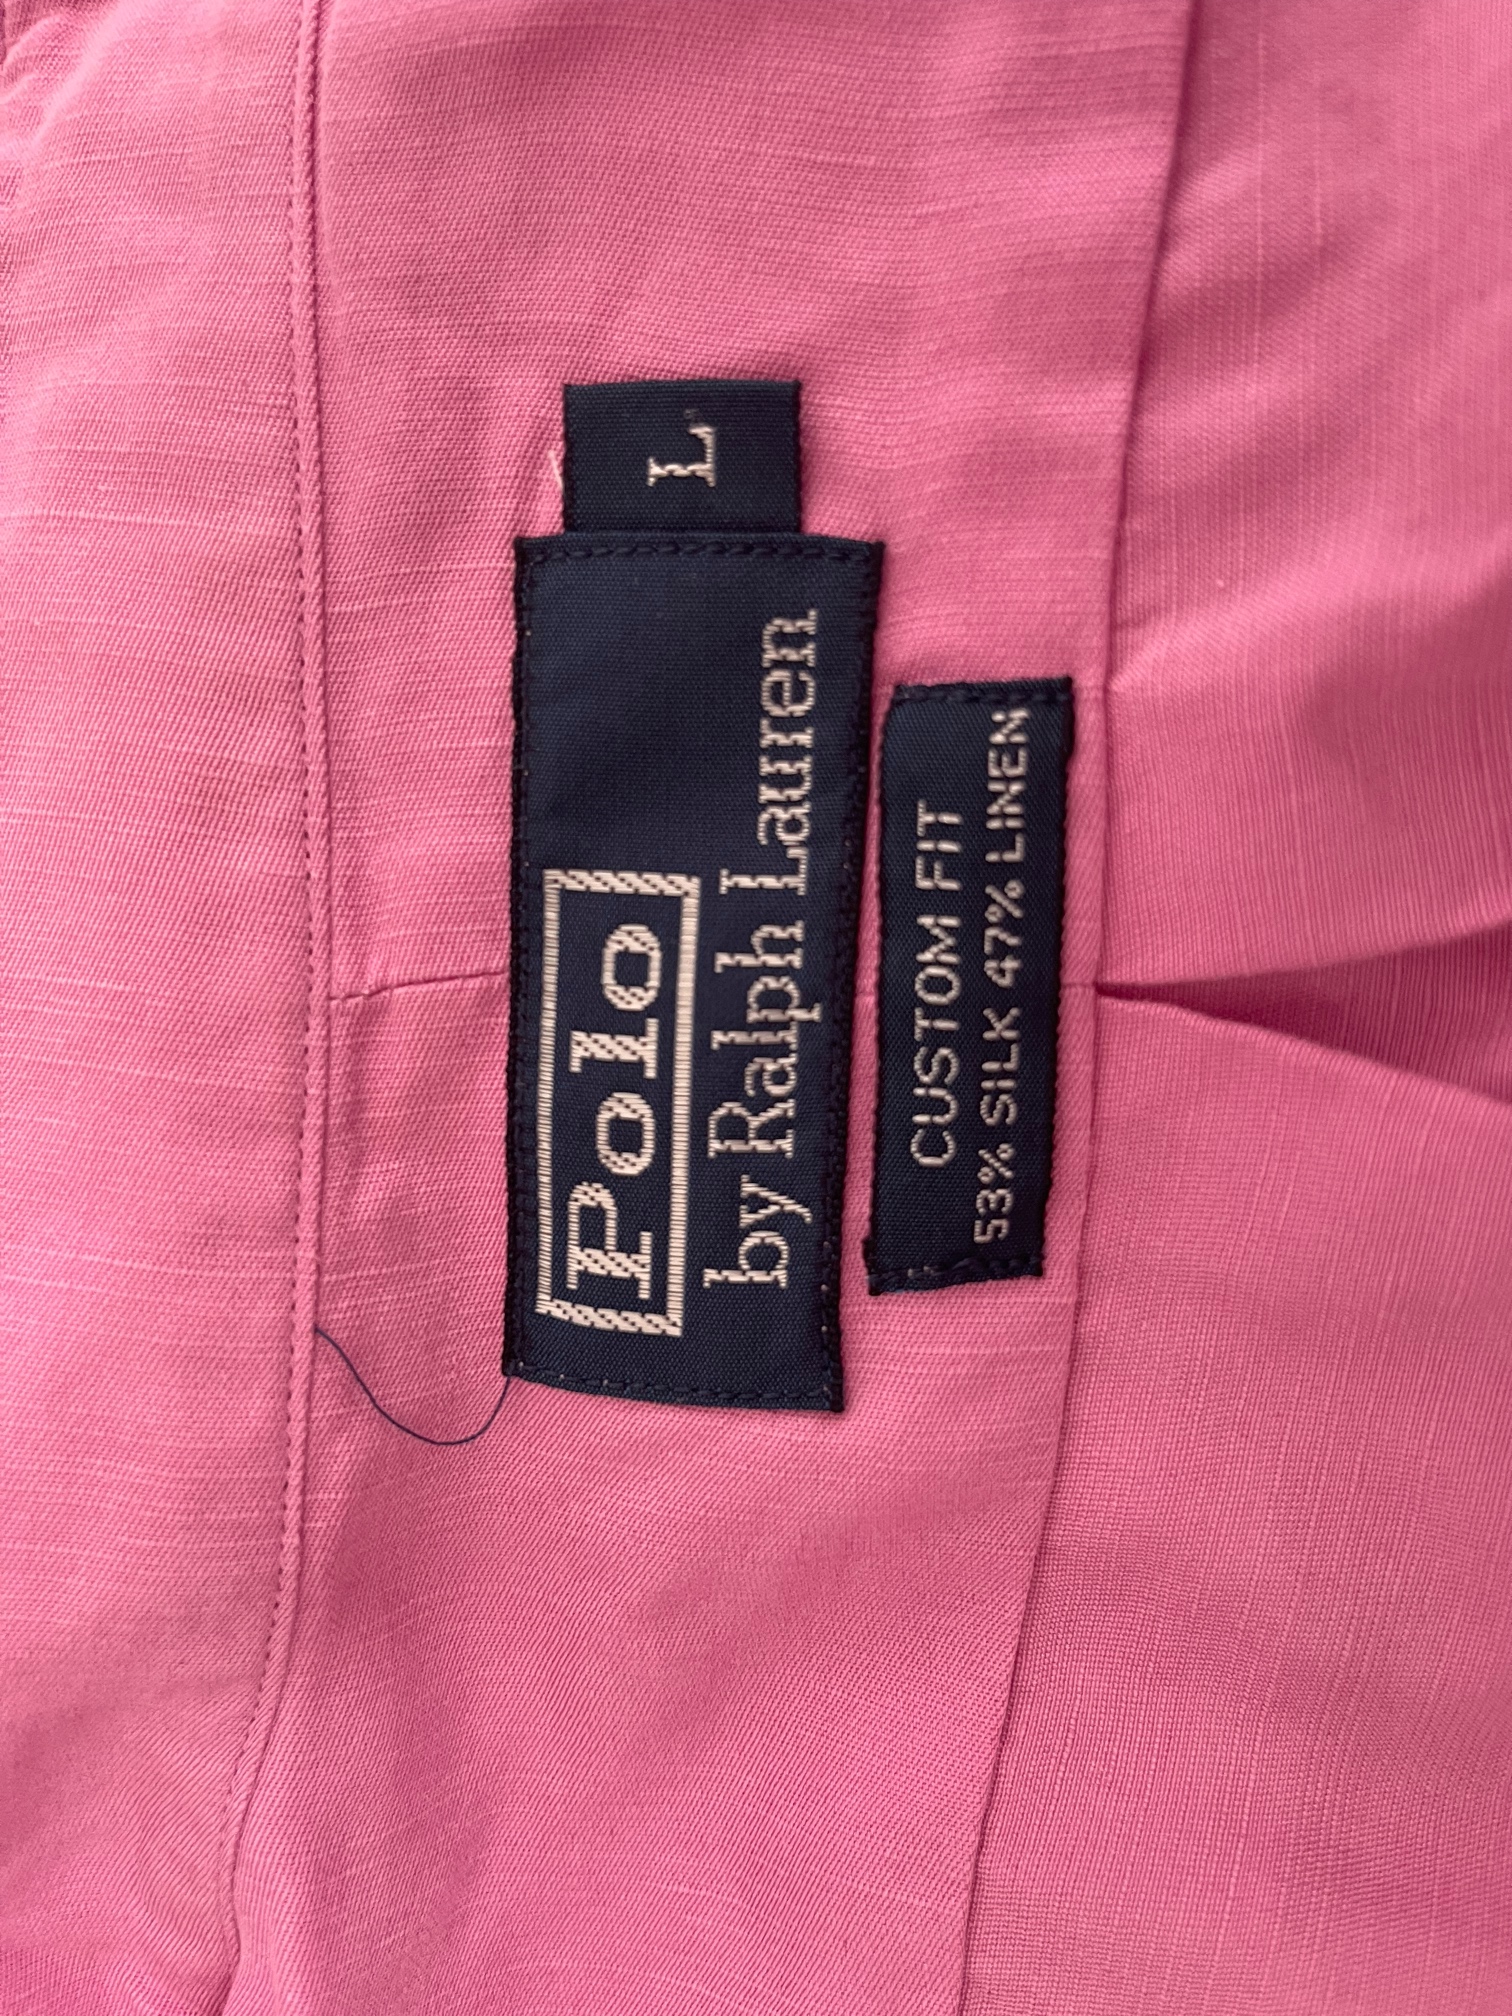 L
Polo
by Ralph Lauren
CUSTOM FIT
53% SILK 47% LINEN